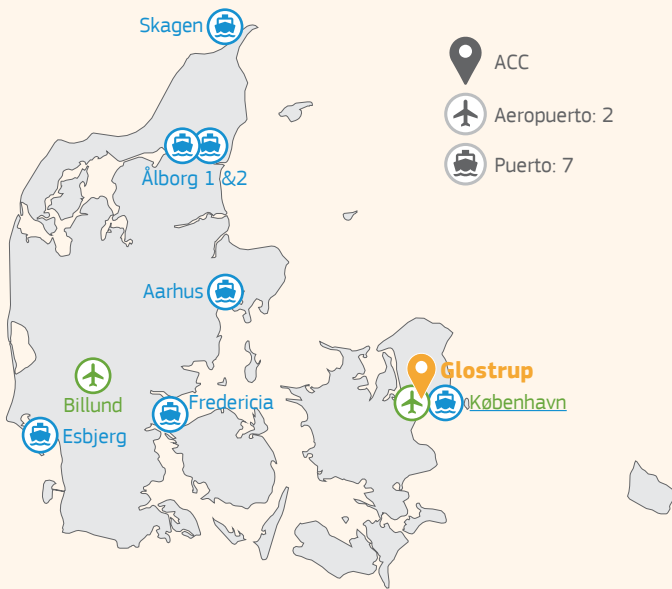 Skagen
ACC
Aeropuerto: 2
Puerto: 7
Ålborg 1 &2
Aarhus
Glostrup
Billund
Fredericia
København
Esbjerg